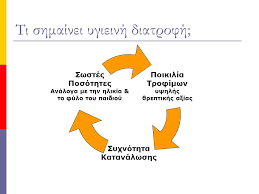 Τι σημαίνει υγιεινή διατροφή;
Σωστές
Ποσότητες
Ανάλογα με την ηλικία &
το φύλο του παιδιού
Ποικιλία
Τροφίμων
υψηλής
θρεπτικής αξίας
Συχνότητα
Κατανάλωσης